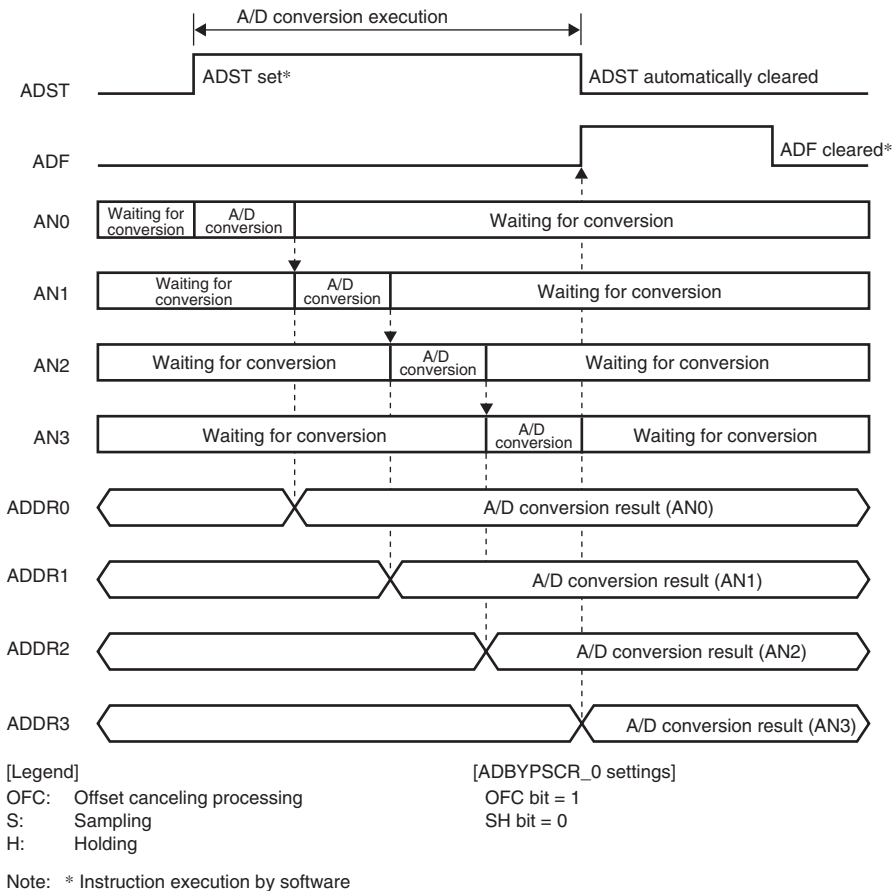 A/D conversion execution
ADST
ADST set*
ADST automatically cleared
ADF
ADF cleared*
AN0
Waiting for
conversion
A/D
conversion
Waiting for conversion
AN1
Waiting for
conversion
A/D
conversion
Waiting for conversion
AN2
Waiting for conversion
A/D
conversion
Waiting for conversion
AN3
Waiting for conversion
A/D
conversion
Waiting for conversion
ADDR0
A/D conversion result (AN0)
ADDR1
A/D conversion result (AN1)
ADDR2
A/D conversion result (AN2)
ADDR3
A/D conversion result (AN3)
[Legend]
OFC: Offset canceling processing
S: Sampling
H: Holding
[ADBYPSCR_0 settings]
OFC bit = 1
SH bit = 0
Note: * Instruction execution by software